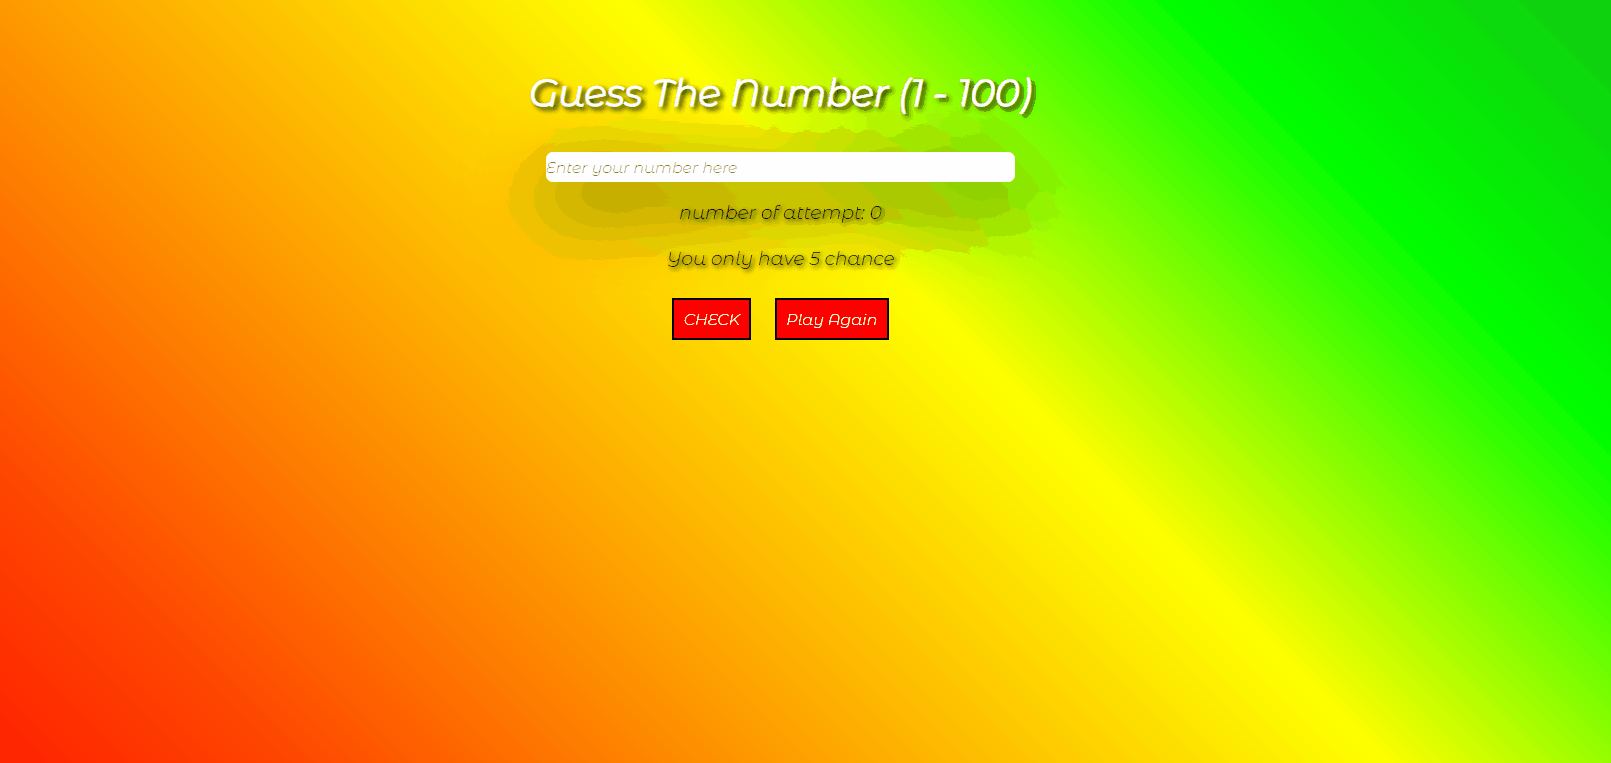 Guess The Number (1 - 100)
Enter your number here
number of attempt: 0
You only have 5 chance
CHECK Play Again